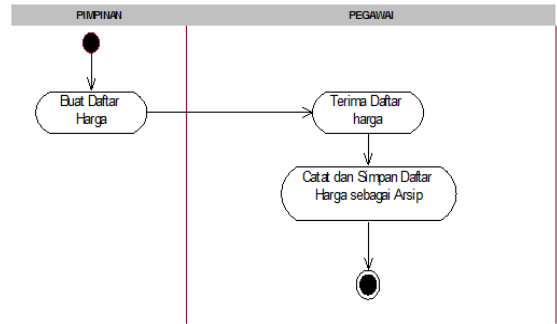 PIMPINAN
PEGAWAI
Buat Daftar
Harga
Terima Daftar
harga
Catat dan Simpan Daftar
Harga sebagai Arsip